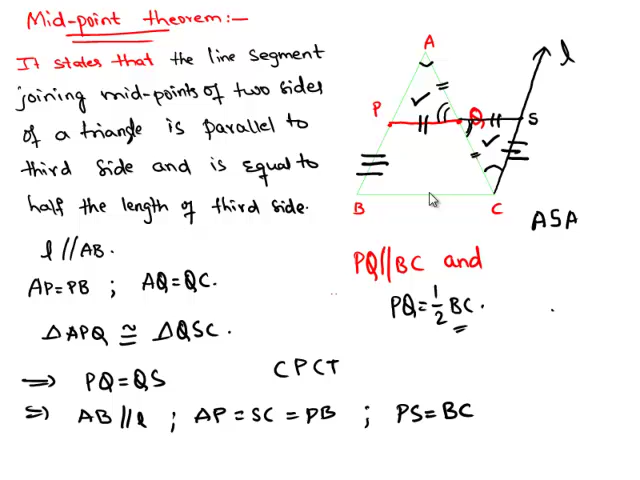 Mid-point theorem:-
It states that the line segment
joining mid-points of two sides
of a triangle is parallel to
third side and is equal to
half the length of third side.
l // AB.
AP=PB ; AQ=QC.
△APQ ≅ △QSC.
⇒ PQ=QS
CPCT
⇒ AB // l ; AP = SC = PB ; PS=BC
A
l
P
Q
S
B
C
ASA
PQ||BC and
PQ=1/2 BC.